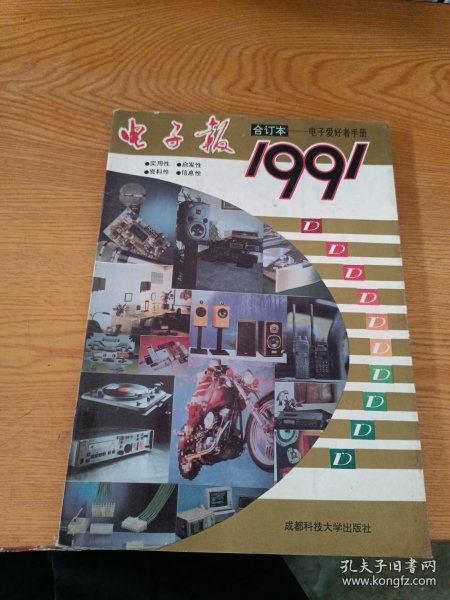 电子报
合订本——电子爱好者手册
1991
●实用性 ●启发性
●资料性 ●信息性
D
D
D
D
D
D
D
D
D
D
成都科技大学出版社
孔夫子旧书网
www.kongfz.com